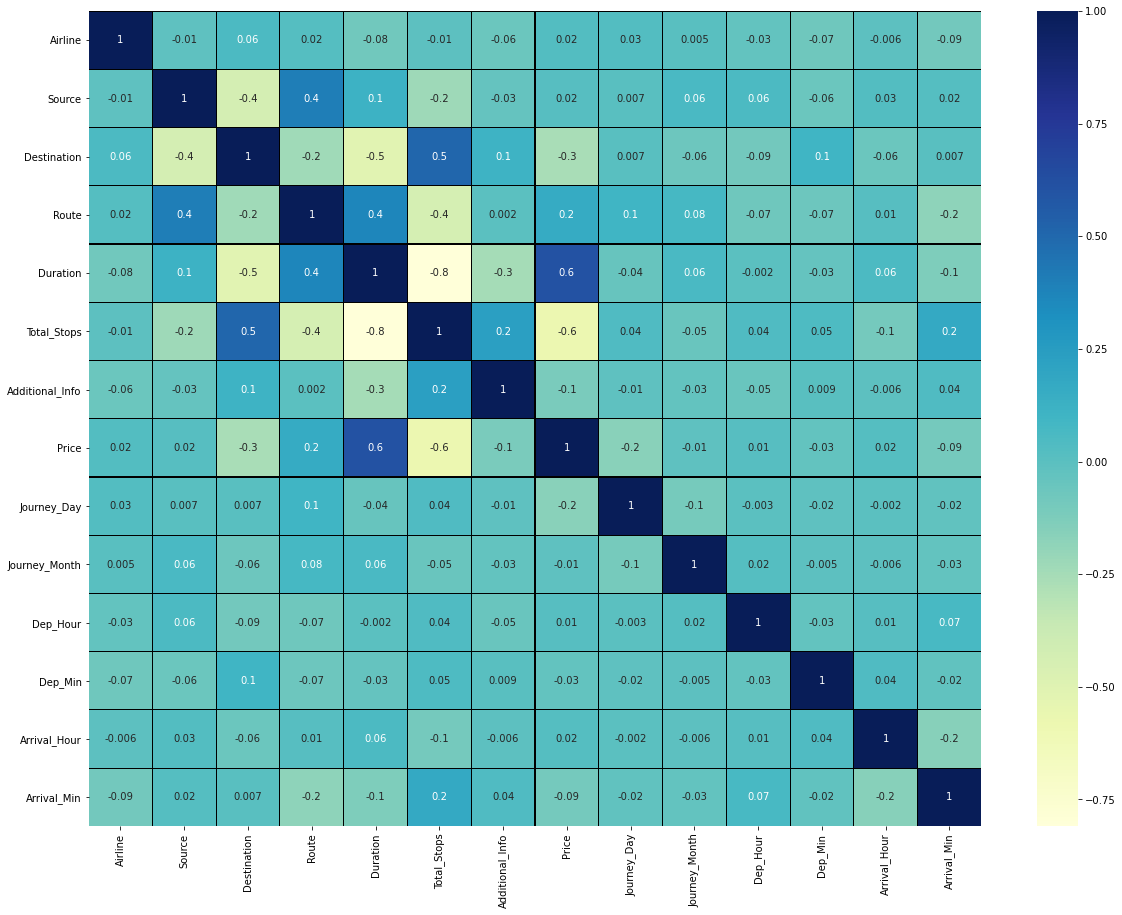 Airline 1 -0.01 0.06 0.02 -0.08 -0.01 -0.06 0.02 0.03 0.005 -0.03 -0.07 -0.006 -0.09
Source -0.01 1 -0.4 0.4 0.1 -0.2 -0.03 0.02 0.007 0.06 0.06 -0.06 0.03 0.02
Destination 0.06 -0.4 1 -0.2 -0.5 0.5 0.1 -0.3 0.007 -0.06 -0.09 0.1 -0.06 0.007
Route 0.02 0.4 -0.2 1 0.4 -0.4 0.002 0.2 0.1 0.08 -0.07 -0.07 0.01 -0.2
Duration -0.08 0.1 -0.5 0.4 1 -0.8 -0.3 0.6 -0.04 0.06 -0.002 -0.03 0.06 -0.1
Total_Stops -0.01 -0.2 0.5 -0.4 -0.8 1 0.2 -0.6 0.04 -0.05 0.04 0.05 -0.1 0.2
Additional_Info -0.06 -0.03 0.1 0.002 -0.3 0.2 1 -0.1 -0.01 -0.03 -0.05 0.009 -0.006 0.04
Price 0.02 0.02 -0.3 0.2 0.6 -0.6 -0.1 1 -0.2 -0.01 0.01 -0.03 0.02 -0.09
Journey_Day 0.03 0.007 0.007 0.1 -0.04 0.04 -0.01 -0.2 1 -0.1 -0.003 -0.02 -0.002 -0.02
Journey_Month 0.005 0.06 -0.06 0.08 0.06 -0.05 -0.03 -0.01 -0.1 1 0.02 -0.005 -0.006 -0.03
Dep_Hour -0.03 0.06 -0.09 -0.07 -0.002 0.04 -0.05 0.01 -0.003 0.02 1 -0.03 0.01 0.07
Dep_Min -0.07 -0.06 0.1 -0.07 -0.03 0.05 0.009 -0.03 -0.02 -0.005 -0.03 1 0.04 -0.02
Arrival_Hour -0.006 0.03 -0.06 0.01 0.06 -0.1 -0.006 0.02 -0.002 -0.006 0.01 0.04 1 -0.2
Arrival_Min -0.09 0.02 0.007 -0.2 -0.1 0.2 0.04 -0.09 -0.02 -0.03 0.07 -0.02 -0.2 1
Airline
Source
Destination
Route
Duration
Total_Stops
Additional_Info
Price
Journey_Day
Journey_Month
Dep_Hour
Dep_Min
Arrival_Hour
Arrival_Min
1.00
0.75
0.50
0.25
0.00
−0.25
−0.50
−0.75